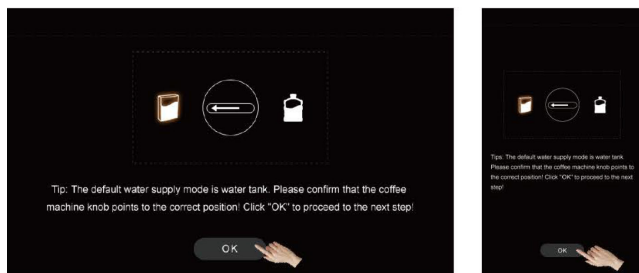 Tip: The default water supply mode is water tank. Please confirm that the coffee
machine knob points to the correct position! Click "OK" to proceed to the next step!
OK
Tips: The default water supply mode is water tank.
Please confirm that the coffee machine knob points to
the correct position! Click "OK" to proceed to the next
step!
OK